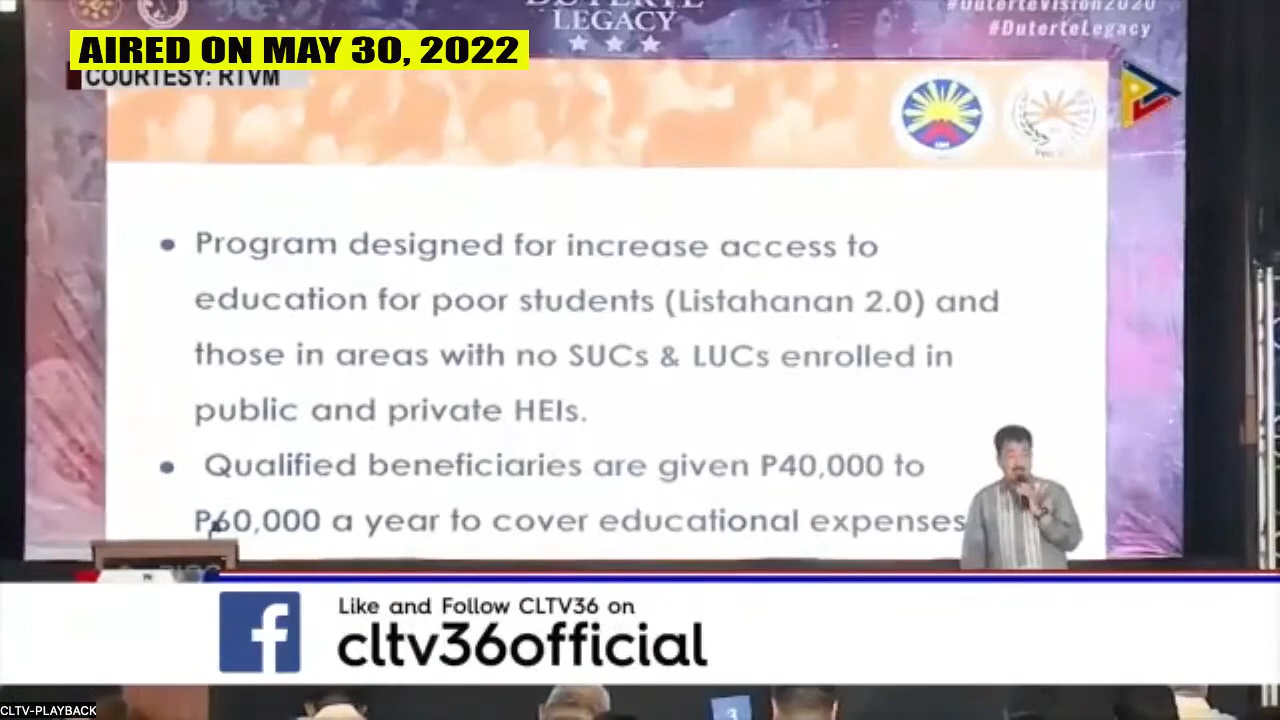 DUTERTE
LEGACY
#DuterteVision2020
#DuterteLegacy
AIRED ON MAY 30, 2022
COURTESY: RTVM
• Program designed for increase access to
education for poor students (Listahanan 2.0) and
those in areas with no SUCs & LUCs enrolled in
public and private HEIs.
• Qualified beneficiaries are given P40,000 to
P60,000 a year to cover educational expenses
Like and Follow CLTV36 on
cltv36official
3
CLTV-PLAYBACK